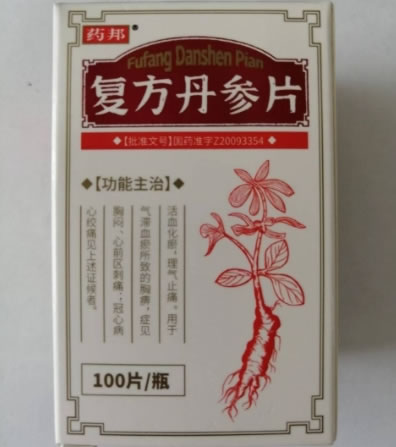 药邦
Fufang Danshen Pian
复方丹参片
【批准文号】国药准字Z20093354
【功能主治】
活血化瘀，理气止痛。用于
气滞血瘀所致的胸痹，症见
胸闷、心前区刺痛；冠心病
心绞痛见上述证候者。
100片/瓶